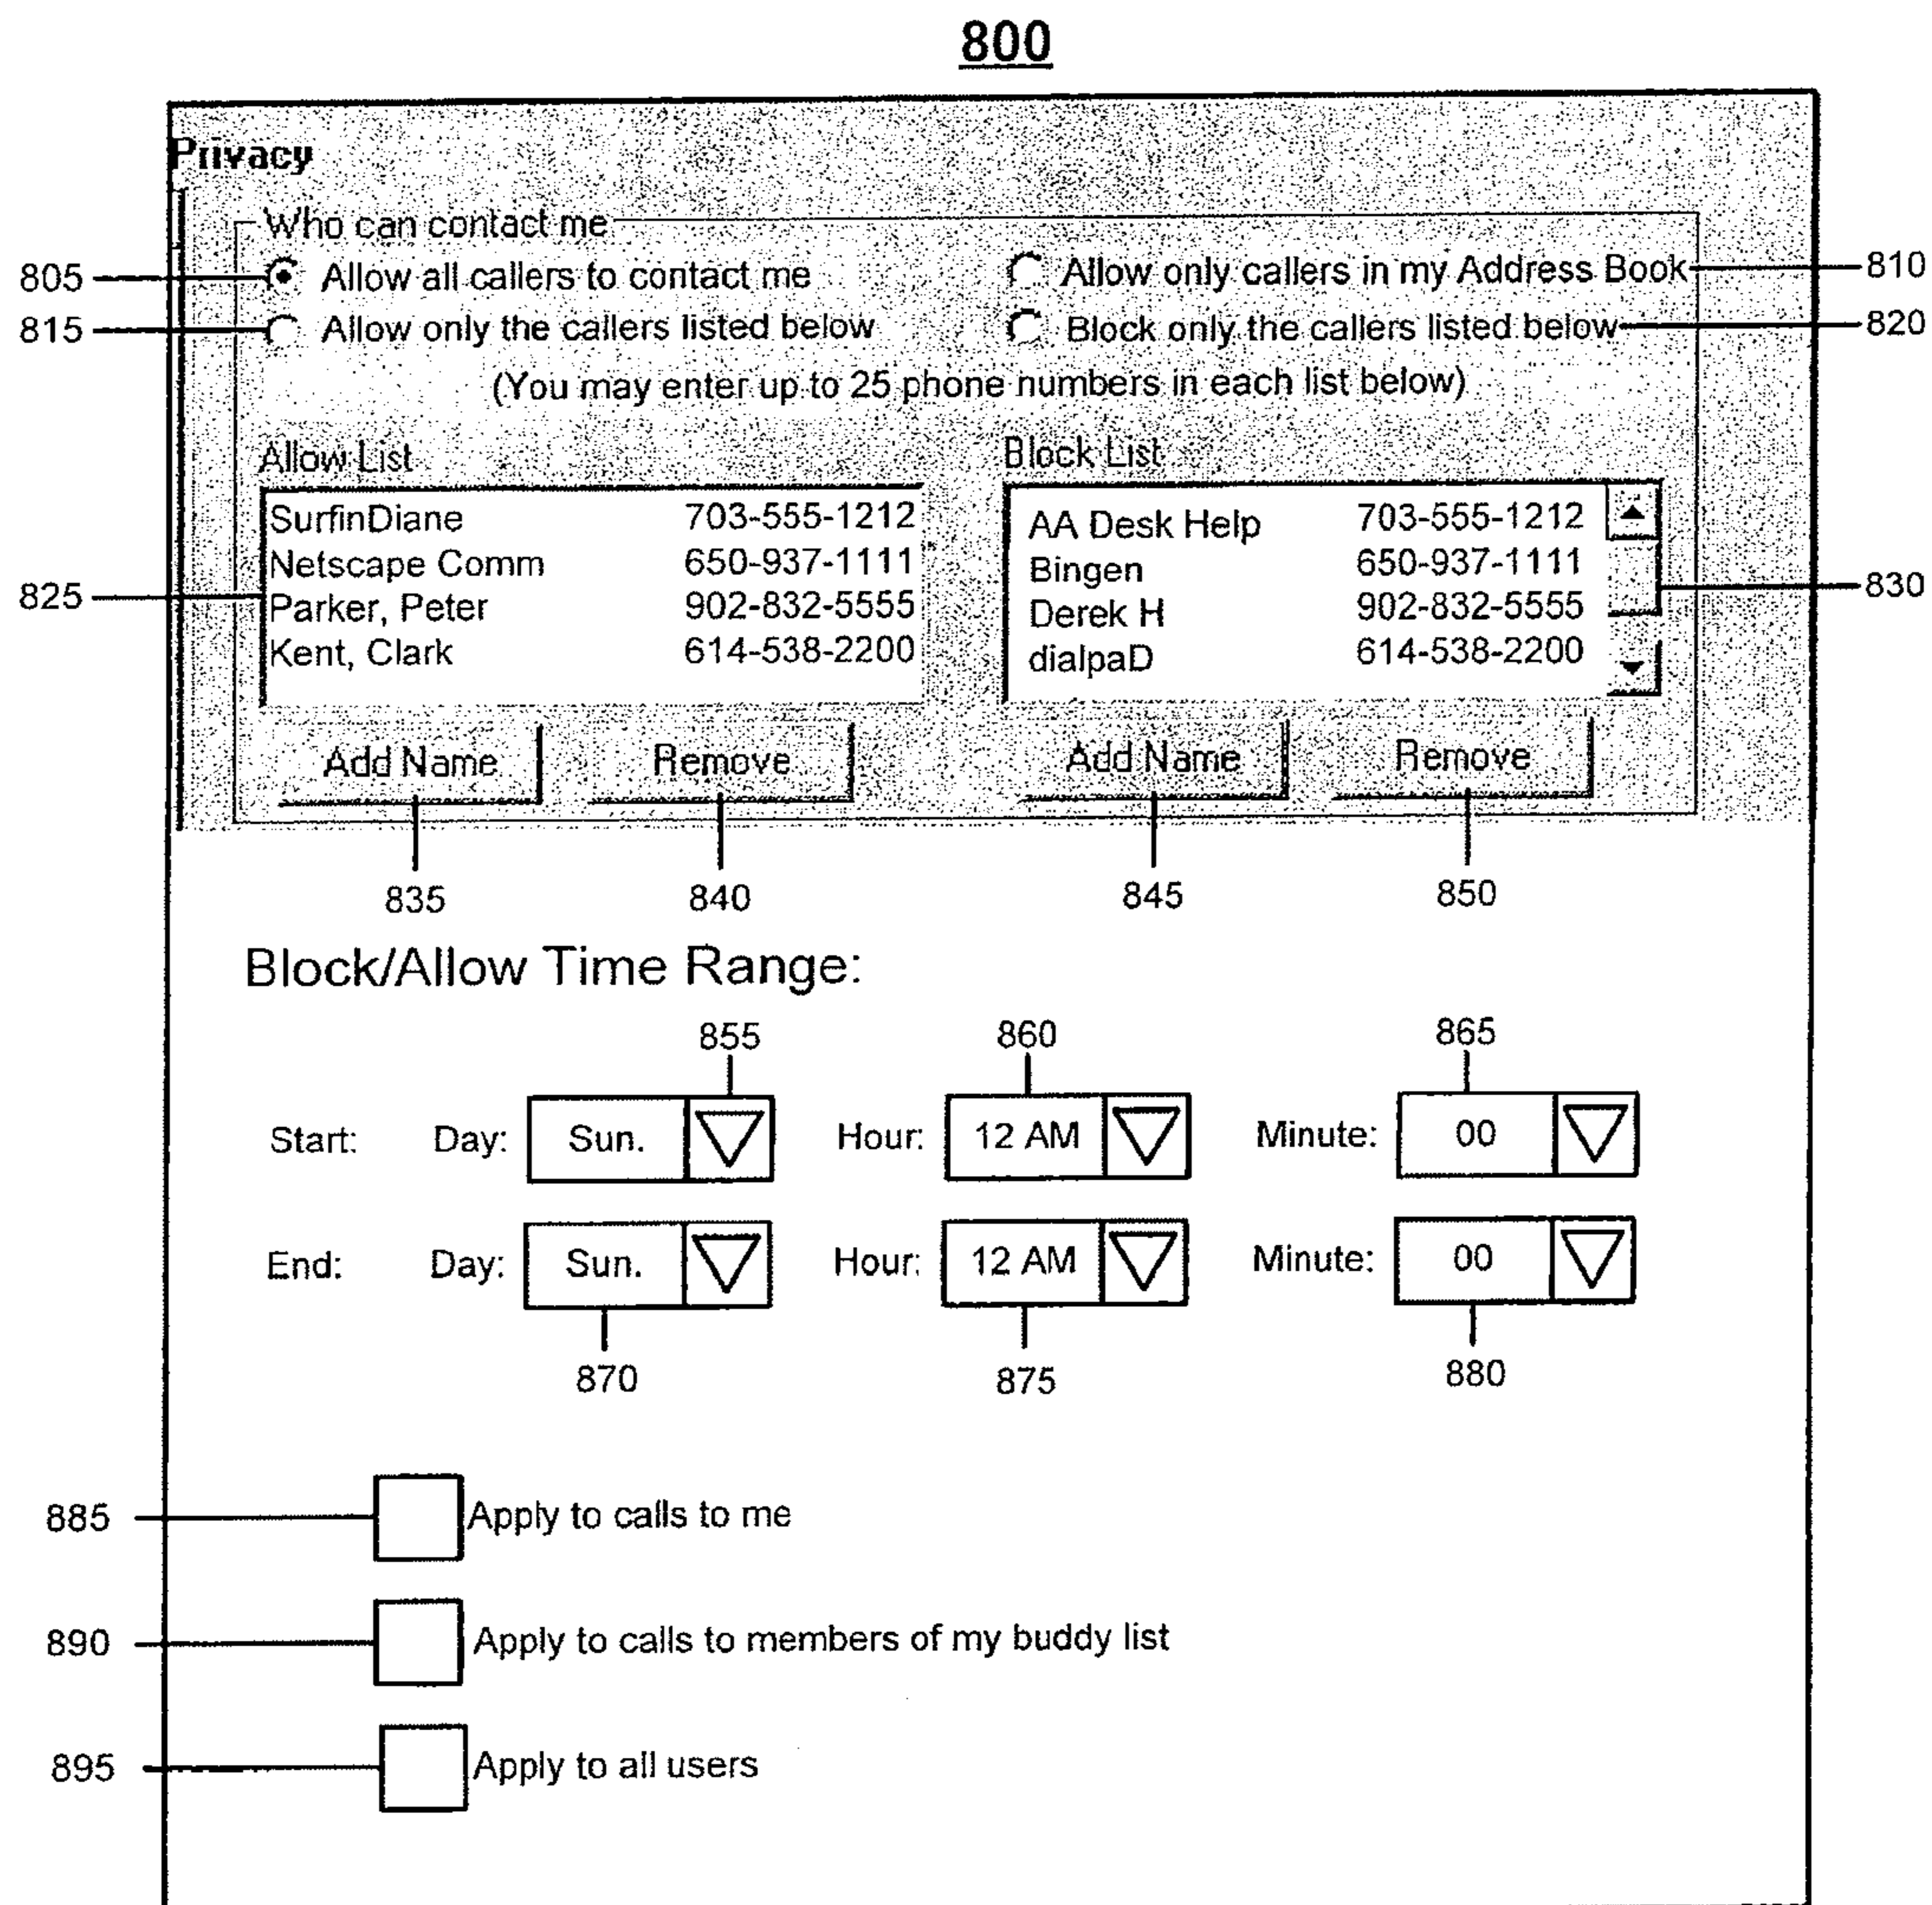 800
Privacy
Who can contact me
805 Allow all callers to contact me Allow only callers in my Address Book 810
815 Allow only the callers listed below Block only the callers listed below 820
(You may enter up to 25 phone numbers in each list below)
Allow List Block List
SurfinDiane 703-555-1212 AA Desk Help 703-555-1212
Netscape Comm 650-937-1111 Bingen 650-937-1111
825 Parker, Peter 902-832-5555 Derek H 902-832-5555 830
Kent, Clark 614-538-2200 dialpaD 614-538-2200
Add Name Remove Add Name Remove
835 840 845 850
Block/Allow Time Range:
855 860 865
Start: Day: Sun. Hour: 12 AM Minute: 00
End: Day: Sun. Hour: 12 AM Minute: 00
870 875 880
885 Apply to calls to me
890 Apply to calls to members of my buddy list
895 Apply to all users